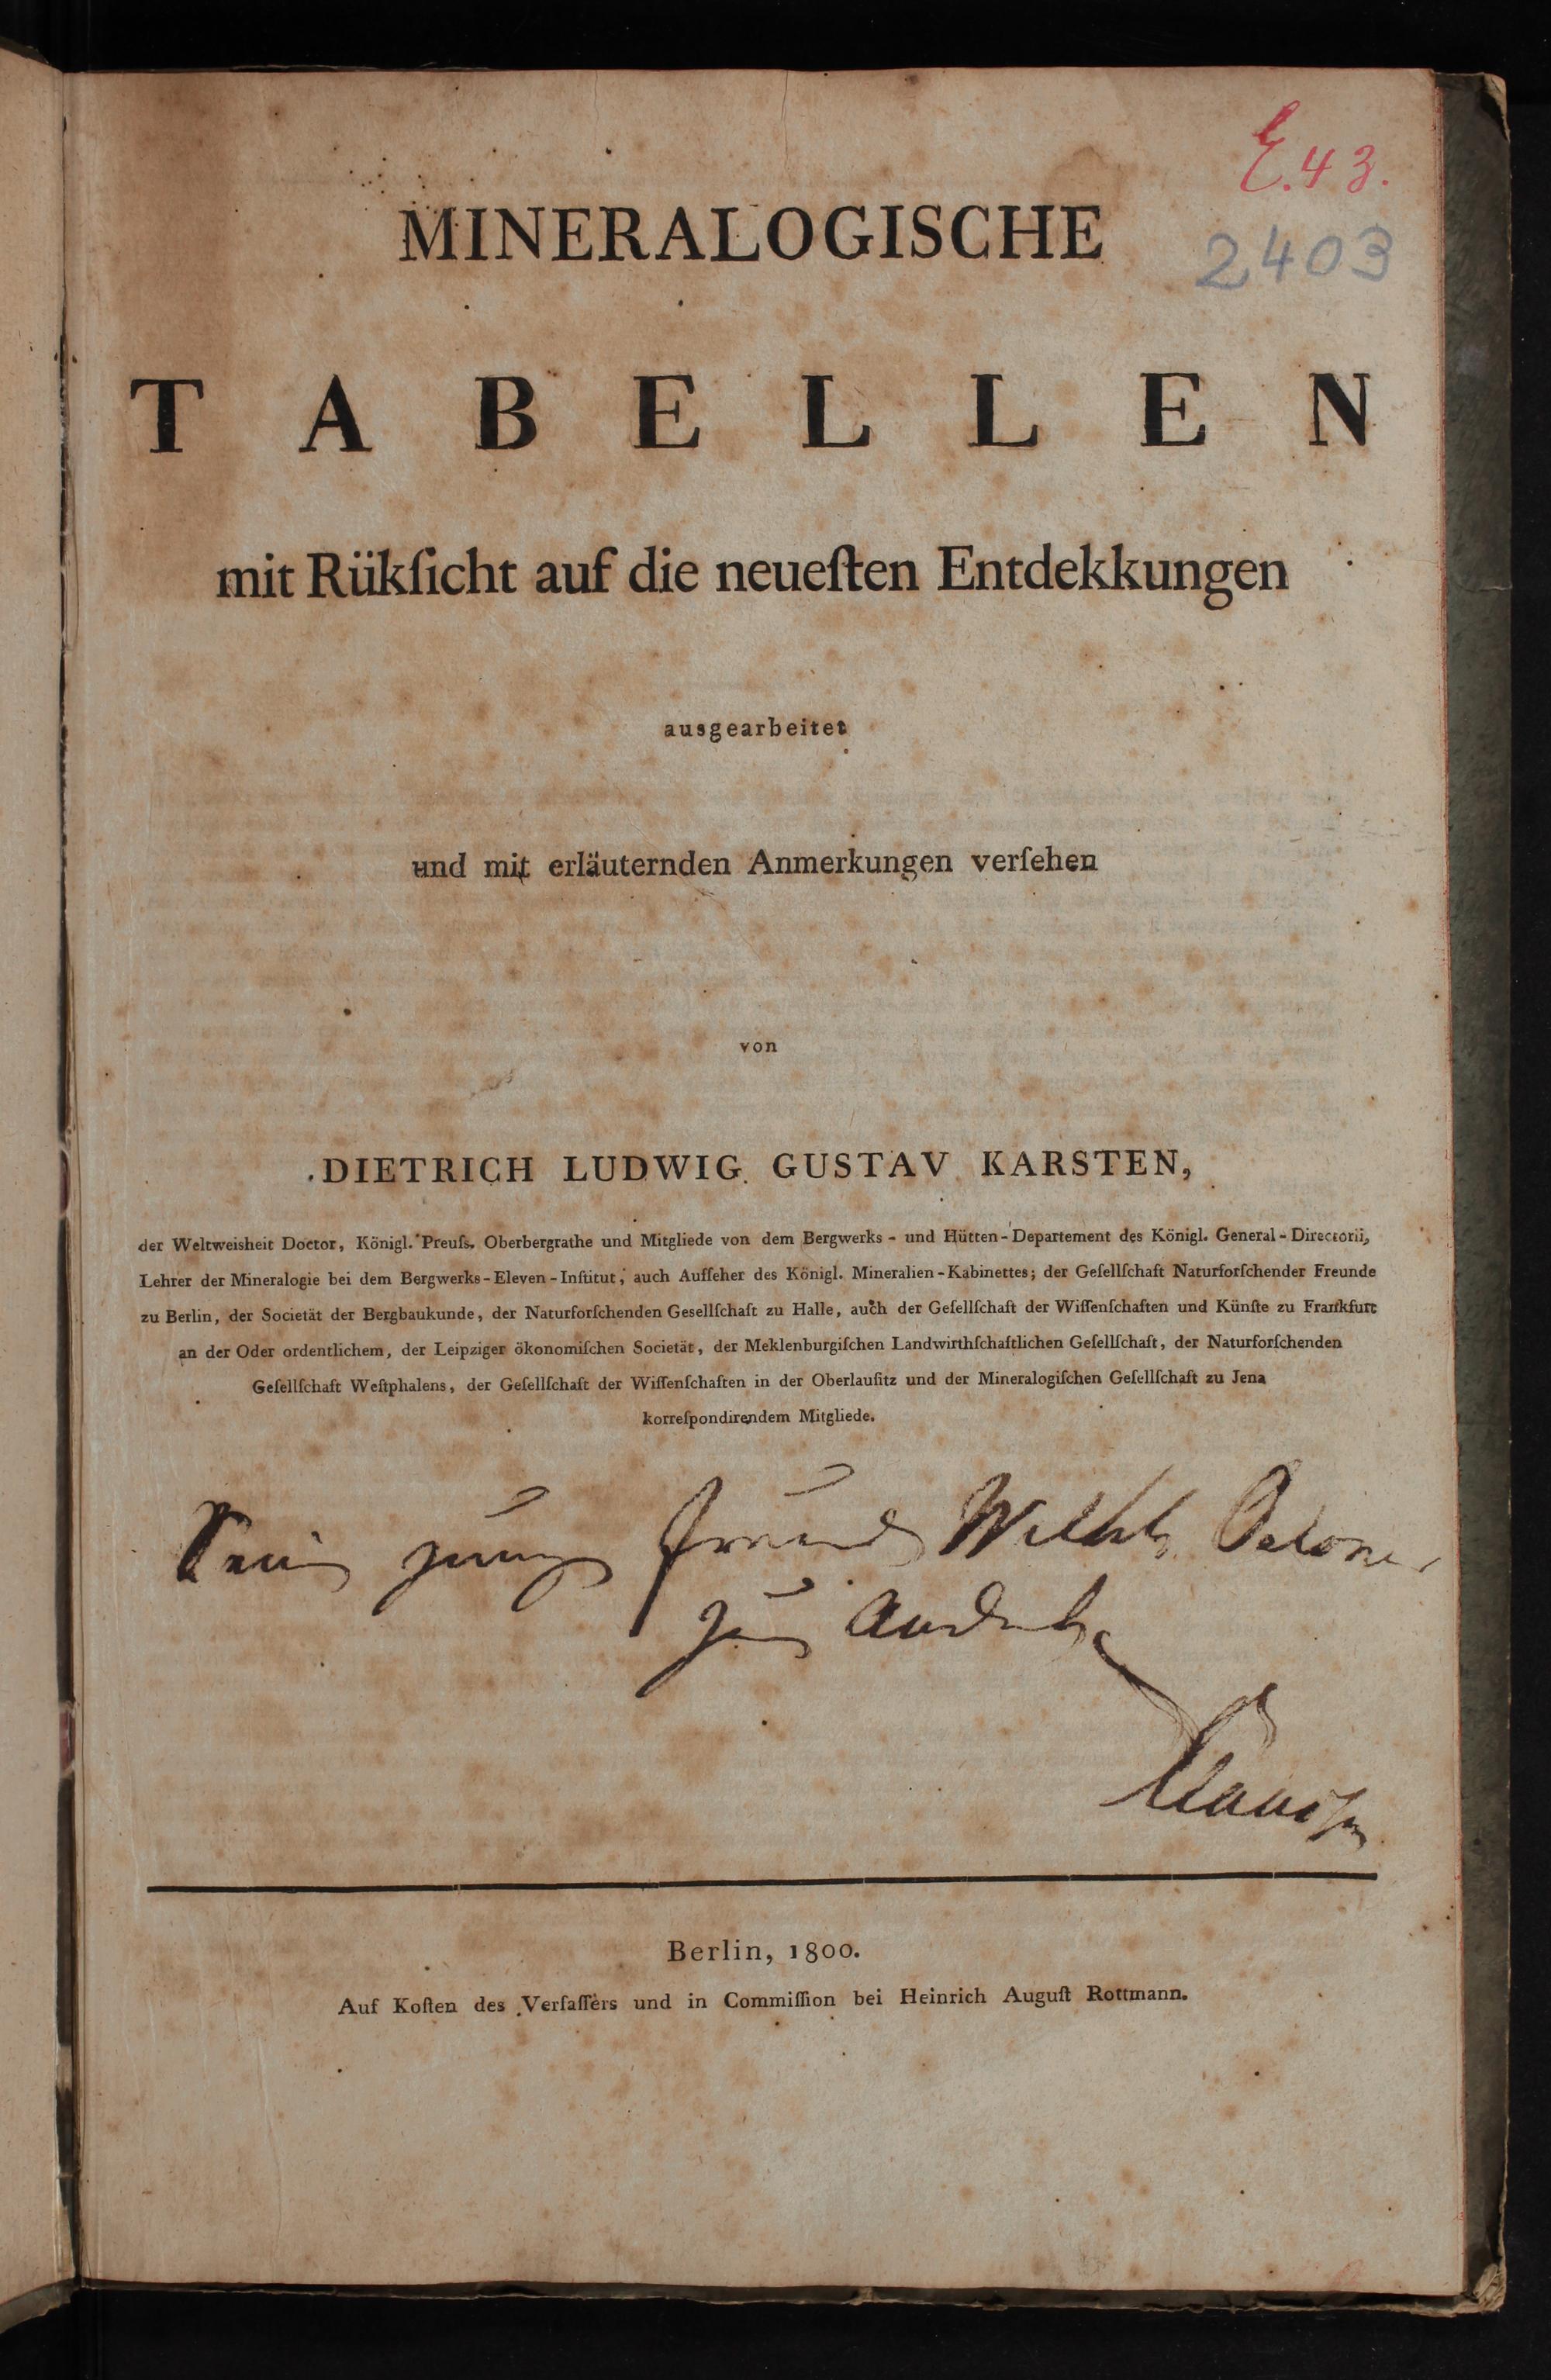 E.43.
MINERALOGISCHE
2403
TABELLEN
mit Rükſicht auf die neueſten Entdekkungen
ausgearbeitet
und mit erläuternden Anmerkungen verſehen
von
DIETRICH LUDWIG GUSTAV KARSTEN,
der Weltweisheit Doctor, Königl. Preuſs. Oberbergrathe und Mitgliede von dem Bergwerks- und Hütten-Departement des Königl. General-Directorii,
Lehrer der Mineralogie bei dem Bergwerks-Eleven-Inſtitut, auch Aufſeher des Königl. Mineralien-Kabinettes; der Geſellſchaft Naturforſchender Freunde
zu Berlin, der Societät der Bergbaukunde, der Naturforſchenden Gesellſchaft zu Halle, auch der Geſellſchaft der Wiſſenſchaften und Künſte zu Frankfurt
an der Oder ordentlichem, der Leipziger ökonomiſchen Societät, der Meklenburgiſchen Landwirthſchaftlichen Geſellſchaft, der Naturforſchenden
Geſellſchaft Weſtphalens, der Geſellſchaft der Wiſſenſchaften in der Oberlauſitz und der Mineralogiſchen Geſellſchaft zu Jena
korreſpondirendem Mitgliede.
Berlin, 1800.
Auf Koſten des Verfaſſers und in Commiſſion bei Heinrich Auguſt Rottmann.